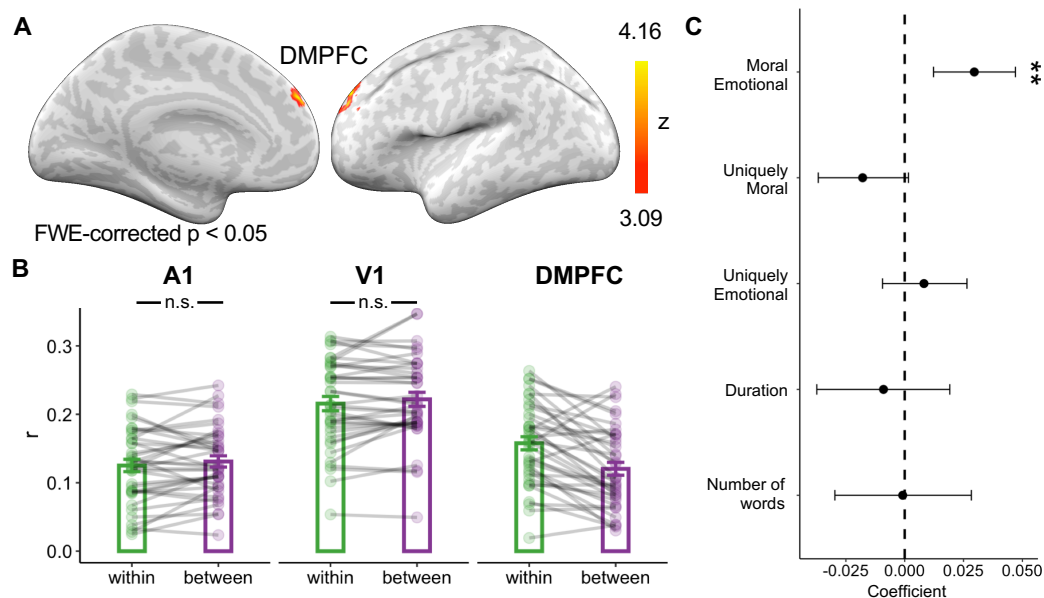 A
DMPFC
4.16
z
3.09
FWE-corrected p < 0.05
B
A1
V1
DMPFC
n.s.
n.s.
r
0.3
0.2
0.1
0.0
within
between
within
between
within
between
C
Moral
Emotional
**
Uniquely
Moral
Uniquely
Emotional
Duration
Number of
words
-0.025
0.000
0.025
0.050
Coefficient